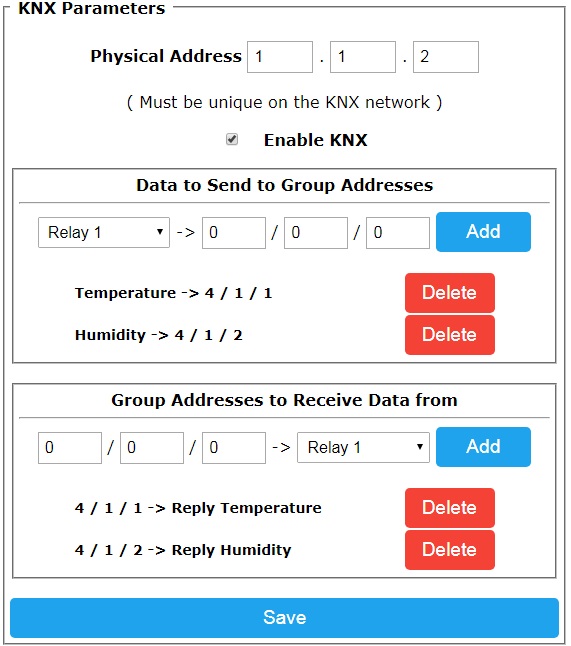 KNX Parameters
Physical Address 1 . 1 . 2
( Must be unique on the KNX network )
Enable KNX
Data to Send to Group Addresses
Relay 1 -> 0 / 0 / 0 Add
Temperature -> 4 / 1 / 1 Delete
Humidity -> 4 / 1 / 2 Delete
Group Addresses to Receive Data from
0 / 0 / 0 -> Relay 1 Add
4 / 1 / 1 -> Reply Temperature Delete
4 / 1 / 2 -> Reply Humidity Delete
Save